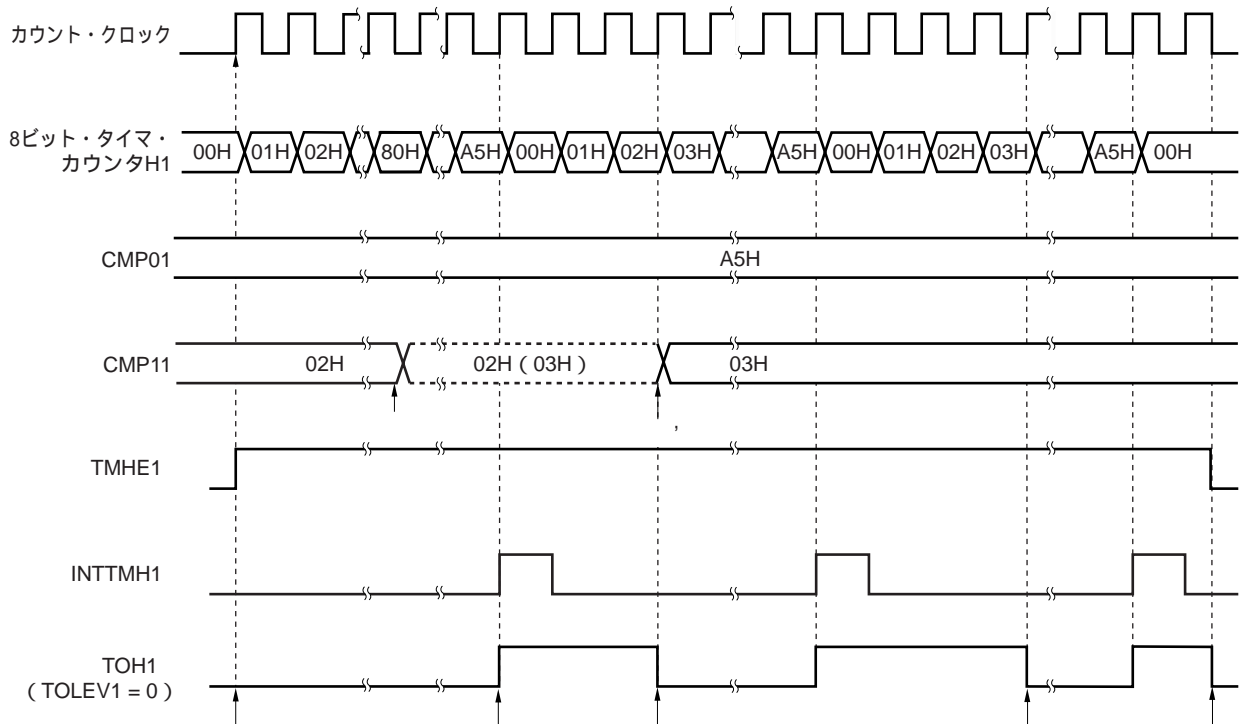 カウント・クロック
8ビット・タイマ・
カウンタH1
00H 01H 02H 80H A5H 00H 01H 02H 03H A5H 00H 01H 02H 03H A5H 00H
CMP01
A5H
CMP11
02H
02H（03H）
03H
,
TMHE1
INTTMH1
TOH1
（TOLEV1 = 0）